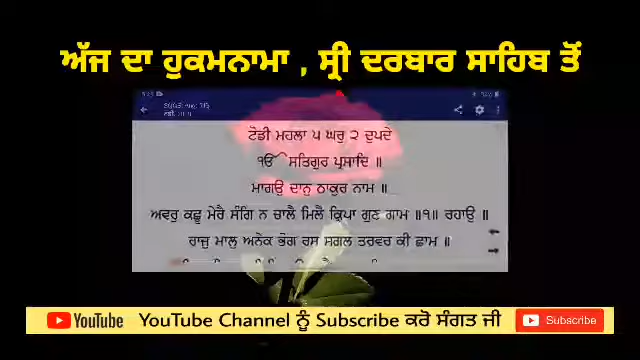 ਅੱਜ ਦਾ ਹੁਕਮਨਾਮਾ , ਸ੍ਰੀ ਦਰਬਾਰ ਸਾਹਿਬ ਤੋਂ
ਟੋਡੀ ਮਹਲਾ ੫ ਘਰੁ ੨ ਦੁਪਦੇ
ੴ ਸਤਿਗੁਰ ਪ੍ਰਸਾਦਿ ॥
ਮਾਗਉ ਦਾਨੁ ਠਾਕੁਰ ਨਾਮ ॥
ਅਵਰੁ ਕਛੂ ਮੇਰੈ ਸੰਗਿ ਨ ਚਾਲੈ ਮਿਲੈ ਕ੍ਰਿਪਾ ਗੁਣ ਗਾਮ ॥੧॥ ਰਹਾਉ ॥
ਰਾਜੁ ਮਾਲੁ ਅਨੇਕ ਭੋਗ ਰਸ ਸਗਲ ਤਰਵਰ ਕੀ ਛਾਮ ॥
YouTube YouTube Channel ਨੂੰ Subscribe ਕਰੋ ਸੰਗਤ ਜੀ Subscribe